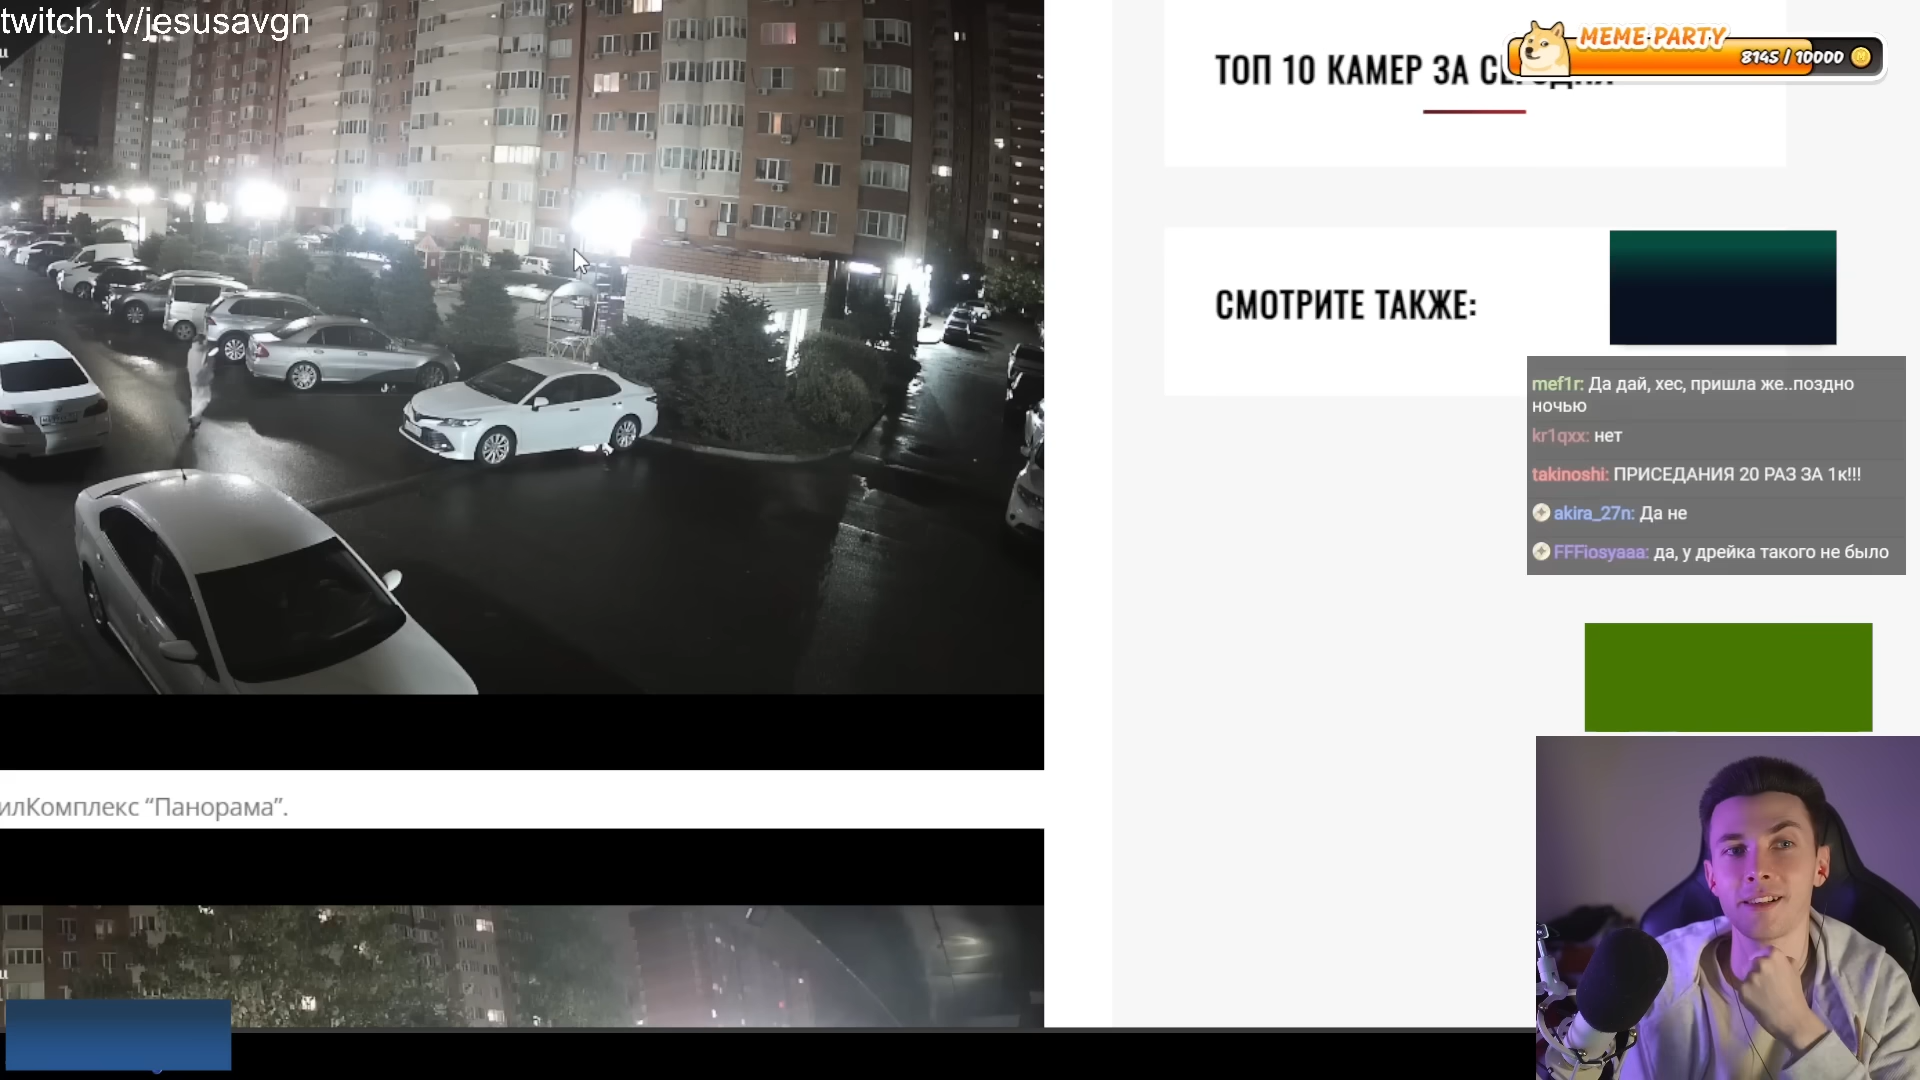 twitch.tv/jesusavgn
ТОП 10 КАМЕР ЗА СЕГОДНЯ
MEME PARTY
8145 / 10000
СМОТРИТЕ ТАКЖЕ:
mef1r: Да дай, хес, пришла же..поздно
ночью
kr1qxx: нет
takinoshi: ПРИСЕДАНИЯ 20 РАЗ ЗА 1к!!!
akira_27n: Да не
FFFiosyaaa: да, у дрейка такого не было
илКомплекс “Панорама”.